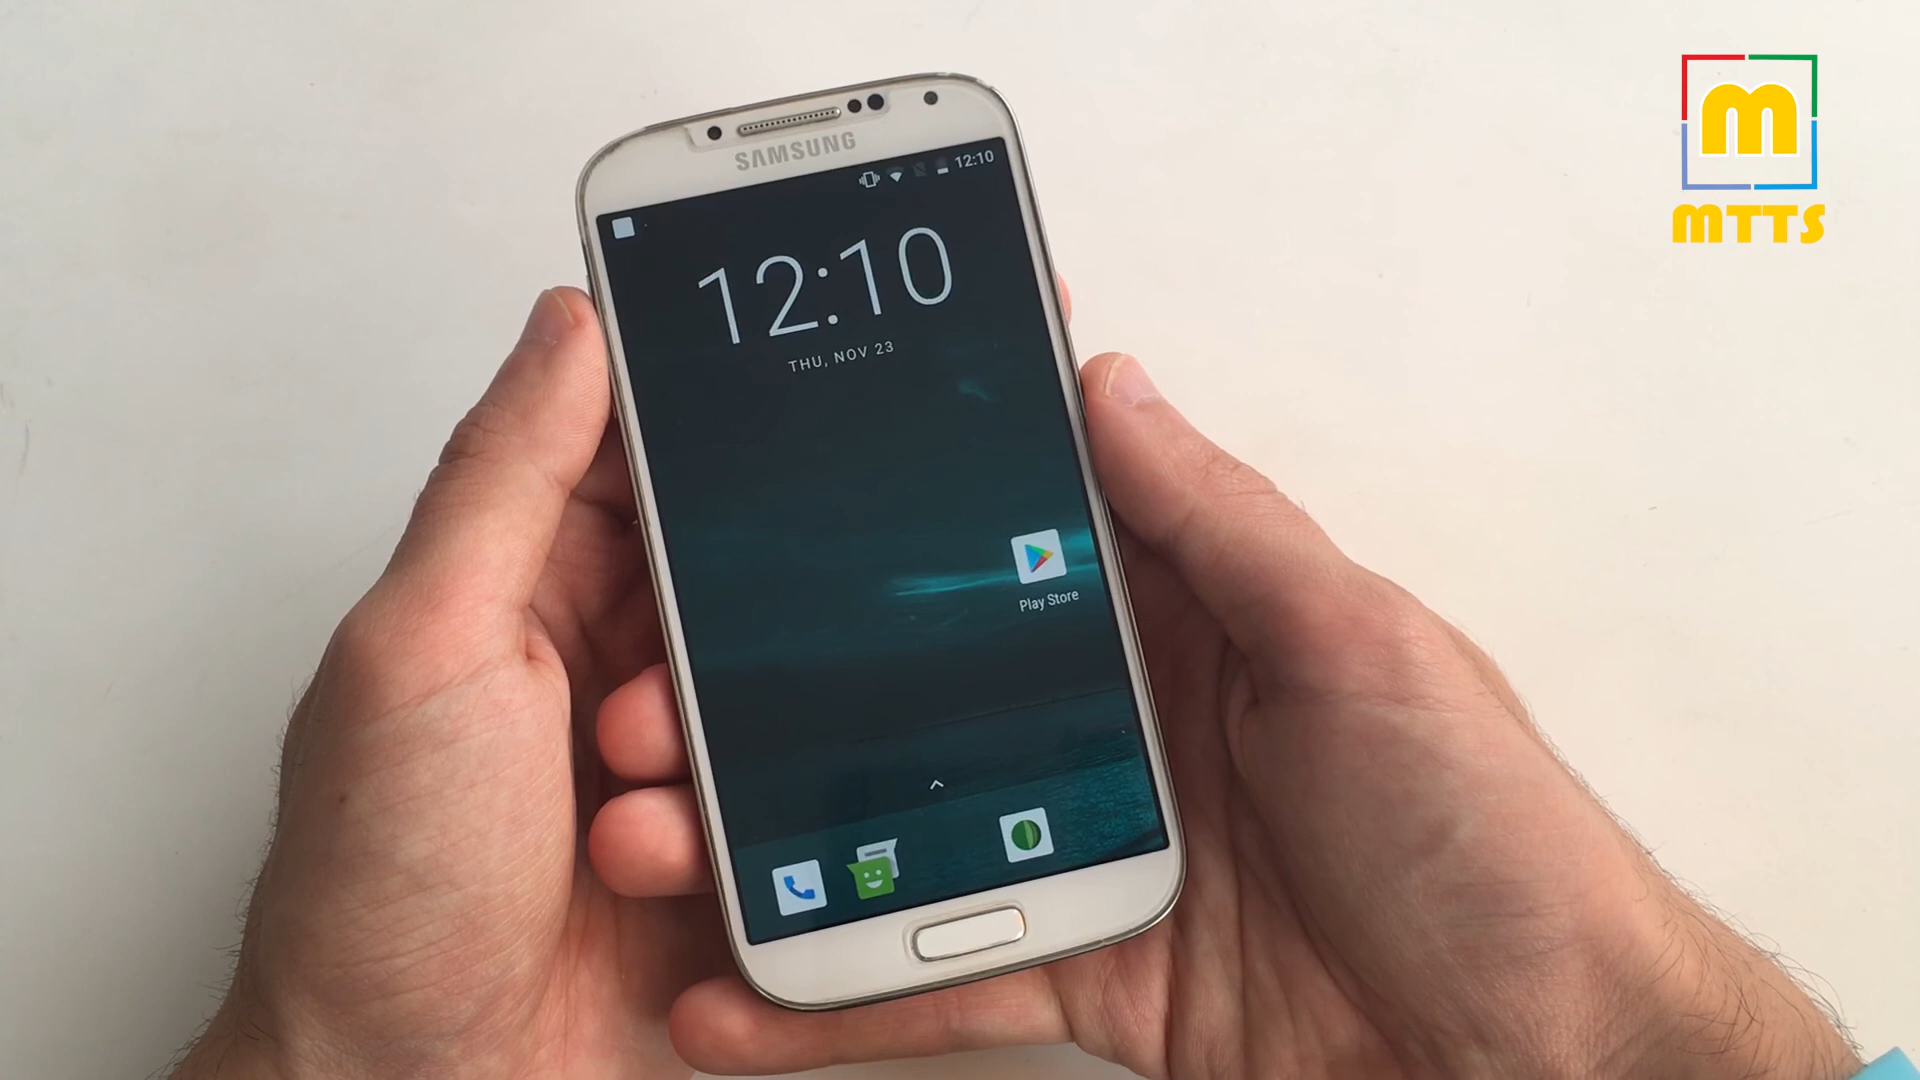 SAMSUNG
12:10
12:10
THU, NOV 23
Play Store
m
MTTS